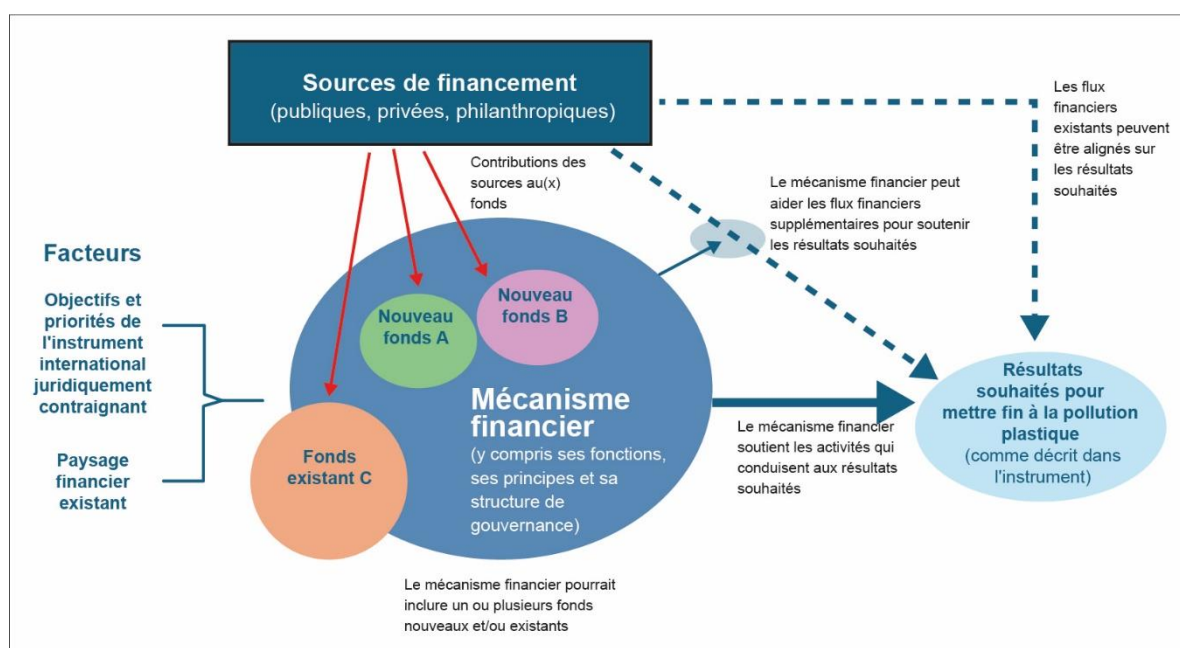 Sources de financement
(publiques, privées, philanthropiques)
Les flux
financiers
existants peuvent
être alignés sur
les résultats
souhaités
Contributions des
sources au(x)
fonds
Le mécanisme financier peut
aider les flux financiers
supplémentaires pour soutenir
les résultats souhaités
Facteurs
Objectifs et
priorités de
l'instrument
international
juridiquement
contraignant
Paysage
financier
existant
Nouveau
fonds A
Nouveau
fonds B
Fonds
existant C
Mécanisme
financier
(y compris ses fonctions,
ses principes et sa
structure de
gouvernance)
Le mécanisme financier
soutient les activités qui
conduisent aux résultats
souhaités
Résultats
souhaités pour
mettre fin à la pollution
plastique
(comme décrit dans
l'instrument)
Le mécanisme financier pourrait
inclure un ou plusieurs fonds
nouveaux et/ou existants